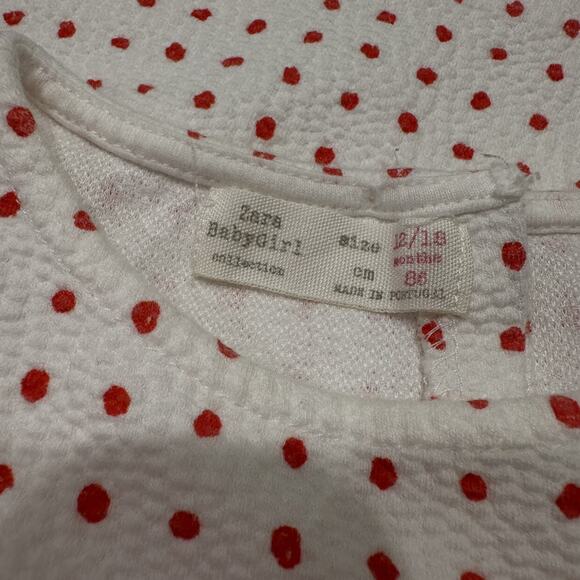 Zara
BabyGirl
collection
size 12/18
months
cm 86
MADE IN PORTUGAL